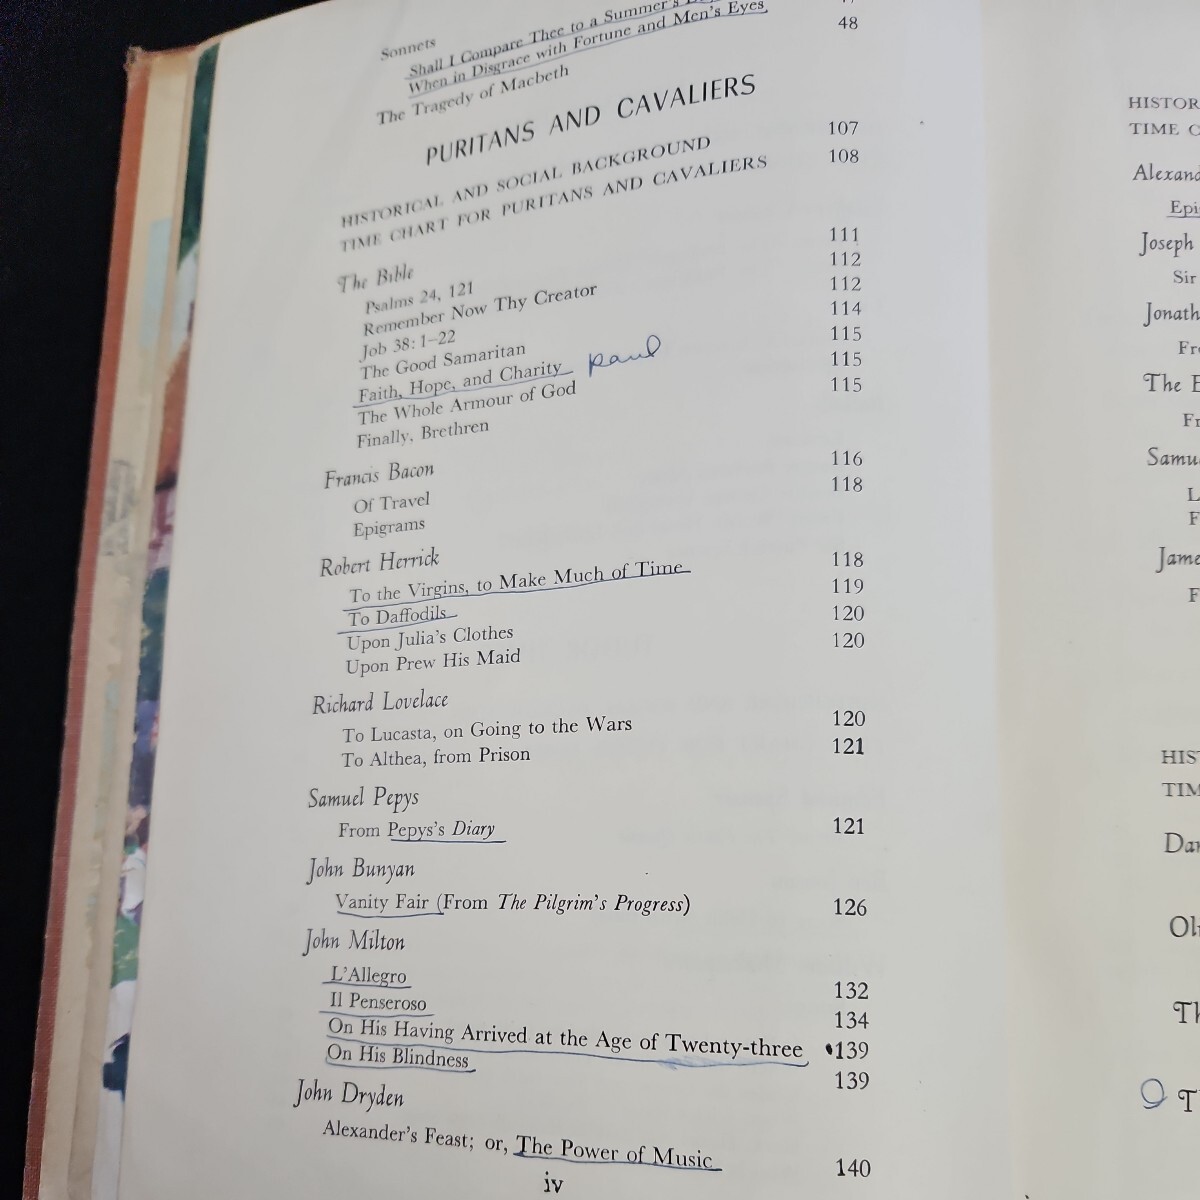 Sonnets
Shall I Compare Thee to a Summer's
When in Disgrace with Fortune and Men's Eyes
The Tragedy of Macbeth 48
PURITANS AND CAVALIERS
HISTORICAL AND SOCIAL BACKGROUND 107
TIME CHART FOR PURITANS AND CAVALIERS 108
The Bible
Psalms 24, 121 111
Remember Now Thy Creator 112
Job 38: 1–22 112
The Good Samaritan 114
Faith, Hope, and Charity Paul 115
The Whole Armour of God 115
Finally, Brethren 115
Francis Bacon
Of Travel 116
Epigrams 118
Robert Herrick
To the Virgins, to Make Much of Time 118
To Daffodils 119
Upon Julia's Clothes 120
Upon Prew His Maid 120
Richard Lovelace
To Lucasta, on Going to the Wars 120
To Althea, from Prison 121
Samuel Pepys
From Pepys's Diary 121
John Bunyan
Vanity Fair (From The Pilgrim's Progress) 126
John Milton
L'Allegro 132
Il Penseroso 134
On His Having Arrived at the Age of Twenty-three 139
On His Blindness 139
John Dryden
Alexander's Feast; or, The Power of Music 140
iv
HISTOR
TIME C
Alexand
Epi
Joseph
Sir
Jonath
Fr
The E
Fr
Samu
L
F
Jame
F
HIS
TIM
Da
Oli
Th
T